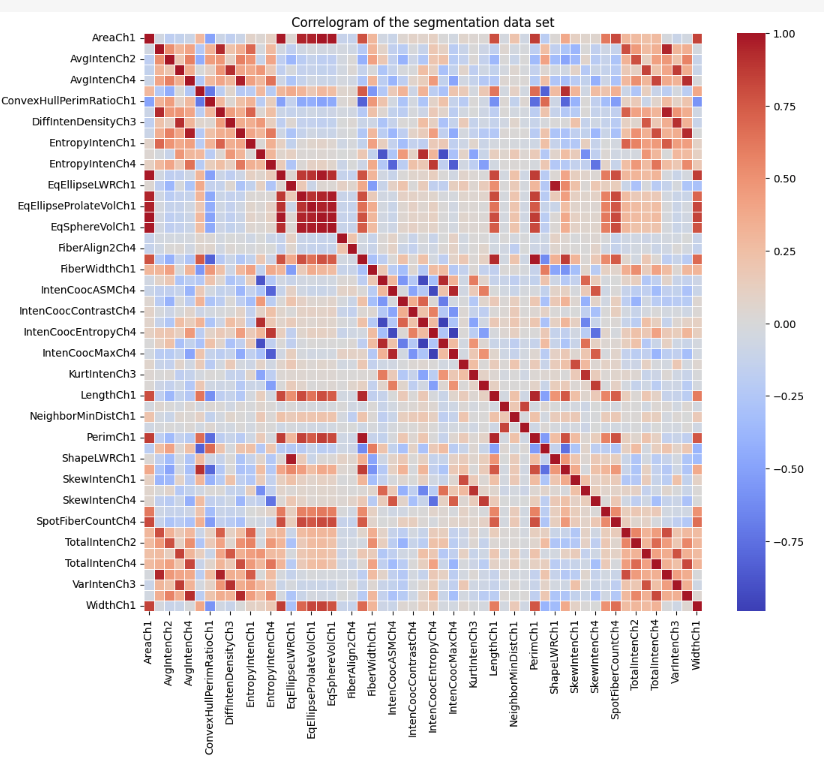 Correlogram of the segmentation data set
AreaCh1
AvgIntenCh2
AvgIntenCh4
ConvexHullPerimRatioCh1
DiffIntenDensityCh3
EntropyIntenCh1
EntropyIntenCh4
EqEllipseLWRCh1
EqEllipseProlateVolCh1
EqSphereVolCh1
FiberAlign2Ch4
FiberWidthCh1
IntenCoocASMCh4
IntenCoocContrastCh4
IntenCoocEntropyCh4
IntenCoocMaxCh4
KurtIntenCh3
LengthCh1
NeighborMinDistCh1
PerimCh1
ShapeLWRCh1
SkewIntenCh1
SkewIntenCh4
SpotFiberCountCh4
TotalIntenCh2
TotalIntenCh4
VarIntenCh3
WidthCh1
AreaCh1
AvgIntenCh2
AvgIntenCh4
ConvexHullPerimRatioCh1
DiffIntenDensityCh3
EntropyIntenCh1
EntropyIntenCh4
EqEllipseLWRCh1
EqEllipseProlateVolCh1
EqSphereVolCh1
FiberAlign2Ch4
FiberWidthCh1
IntenCoocASMCh4
IntenCoocContrastCh4
IntenCoocEntropyCh4
IntenCoocMaxCh4
KurtIntenCh3
LengthCh1
NeighborMinDistCh1
PerimCh1
ShapeLWRCh1
SkewIntenCh1
SkewIntenCh4
SpotFiberCountCh4
TotalIntenCh2
TotalIntenCh4
VarIntenCh3
WidthCh1
1.00
0.75
0.50
0.25
0.00
−0.25
−0.50
−0.75